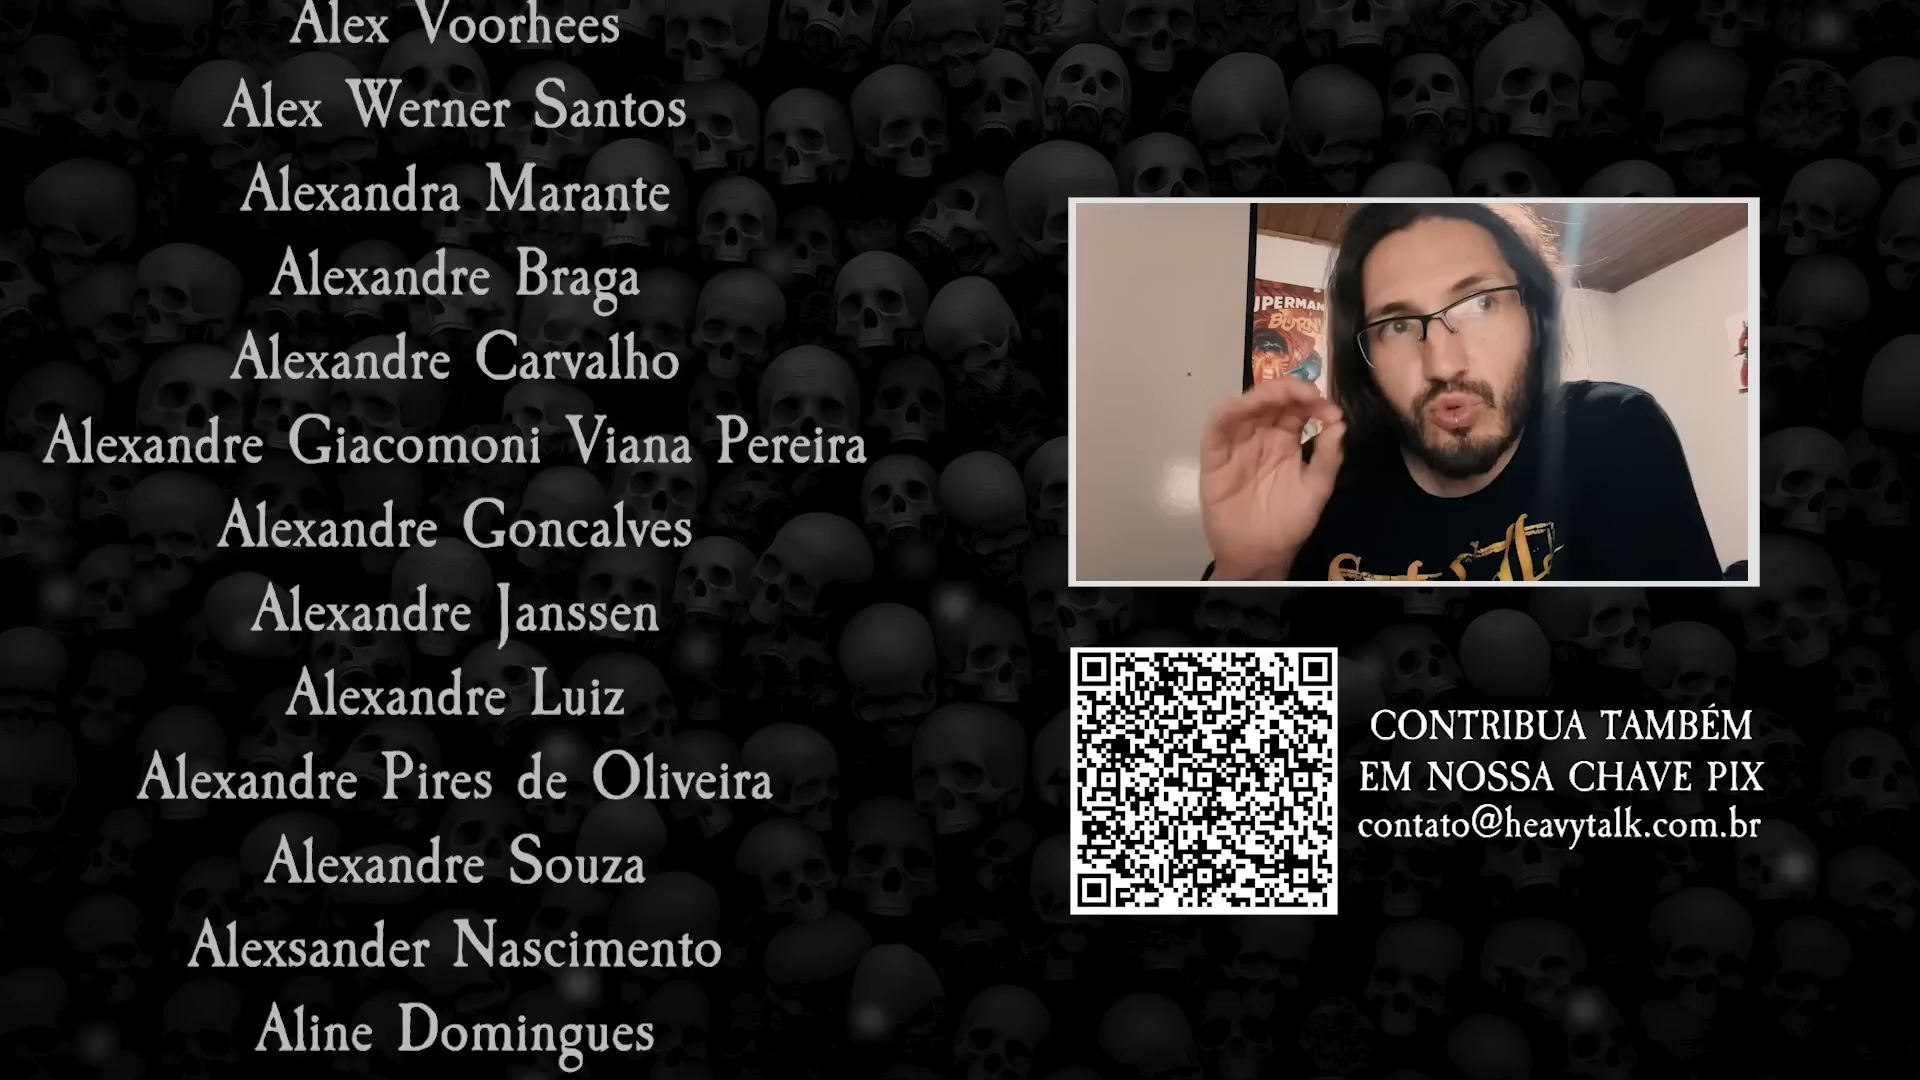 Alex Voorhees
Alex Werner Santos
Alexandra Marante
Alexandre Braga
Alexandre Carvalho
Alexandre Giacomoni Viana Pereira
Alexandre Goncalves
Alexandre Janssen
Alexandre Luiz
Alexandre Pires de Oliveira
Alexandre Souza
Alexsander Nascimento
Aline Domingues
UPERMAN
BURN
CONTRIBUA TAMBÉM
EM NOSSA CHAVE PIX
contato@heavytalk.com.br